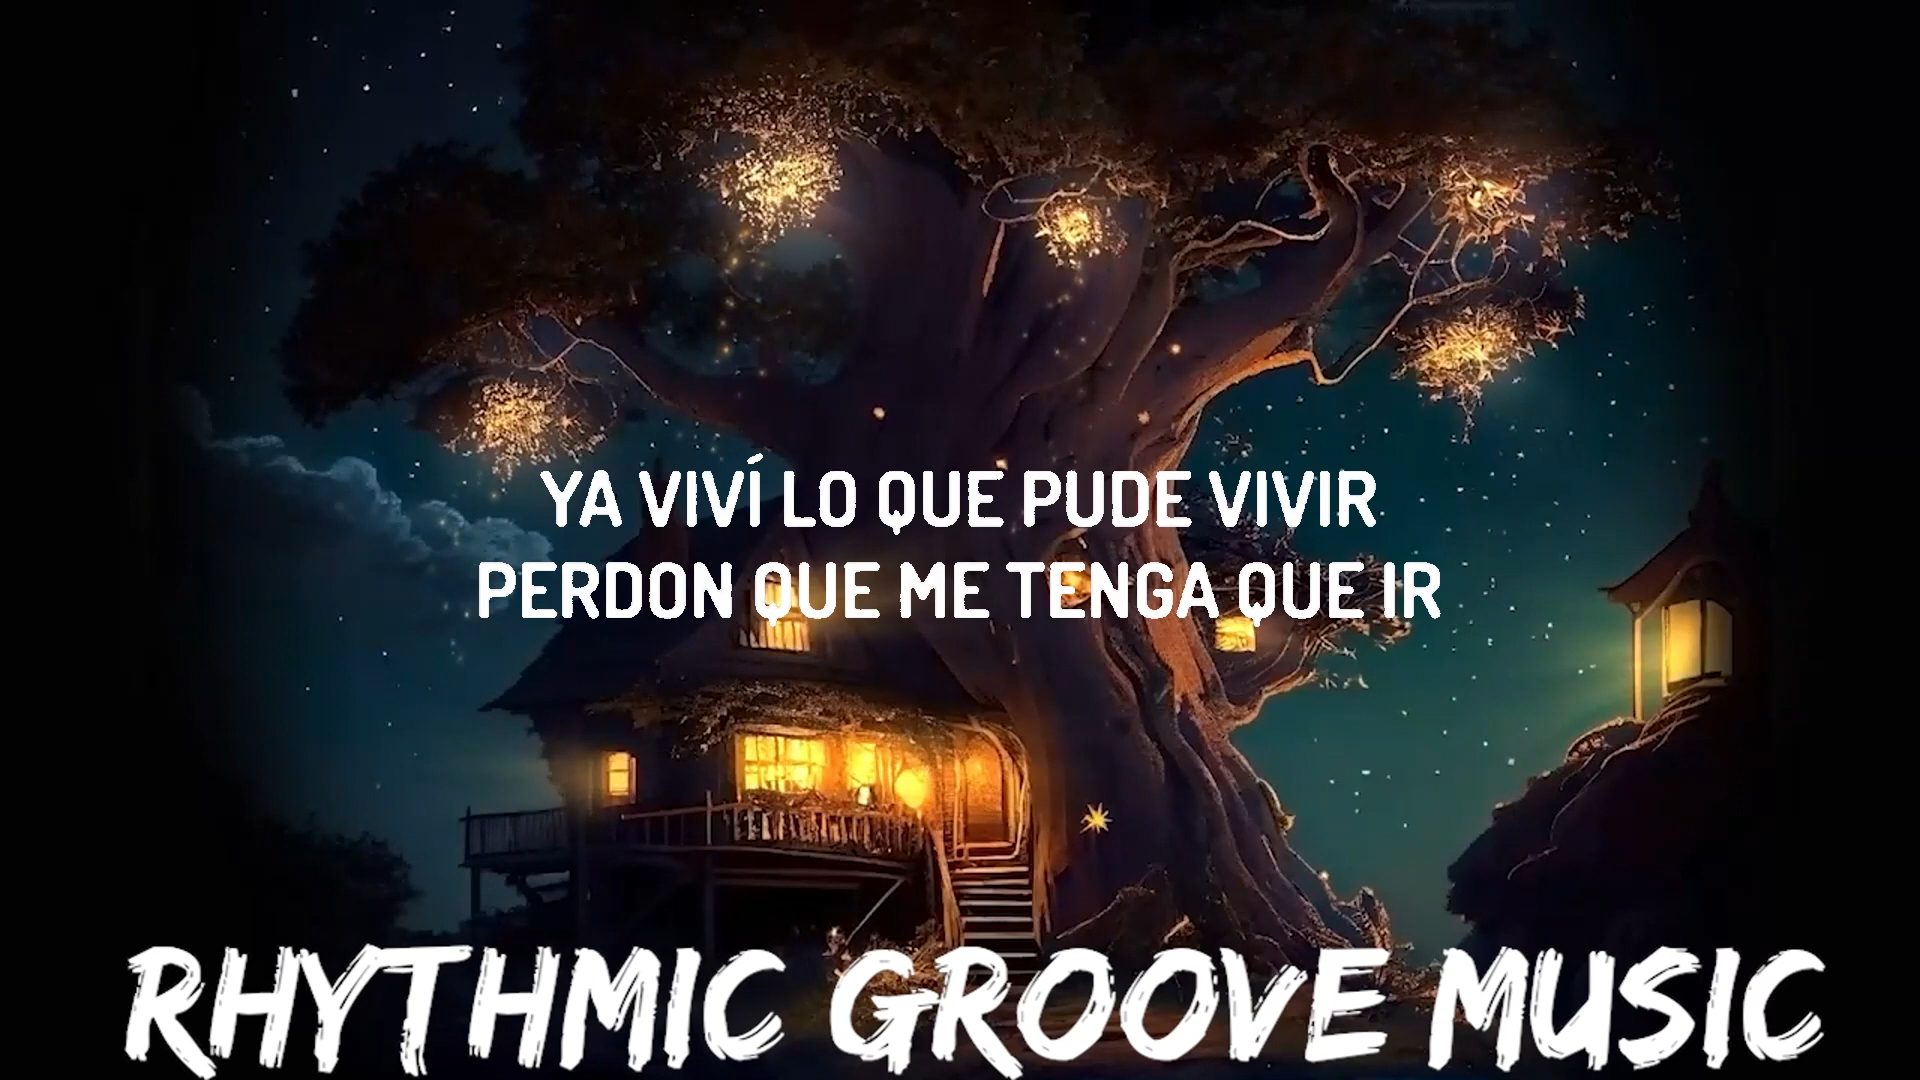 YA VIVÍ LO QUE PUDE VIVIR
PERDON QUE ME TENGA QUE IR
RHYTHMIC GROOVE MUSIC